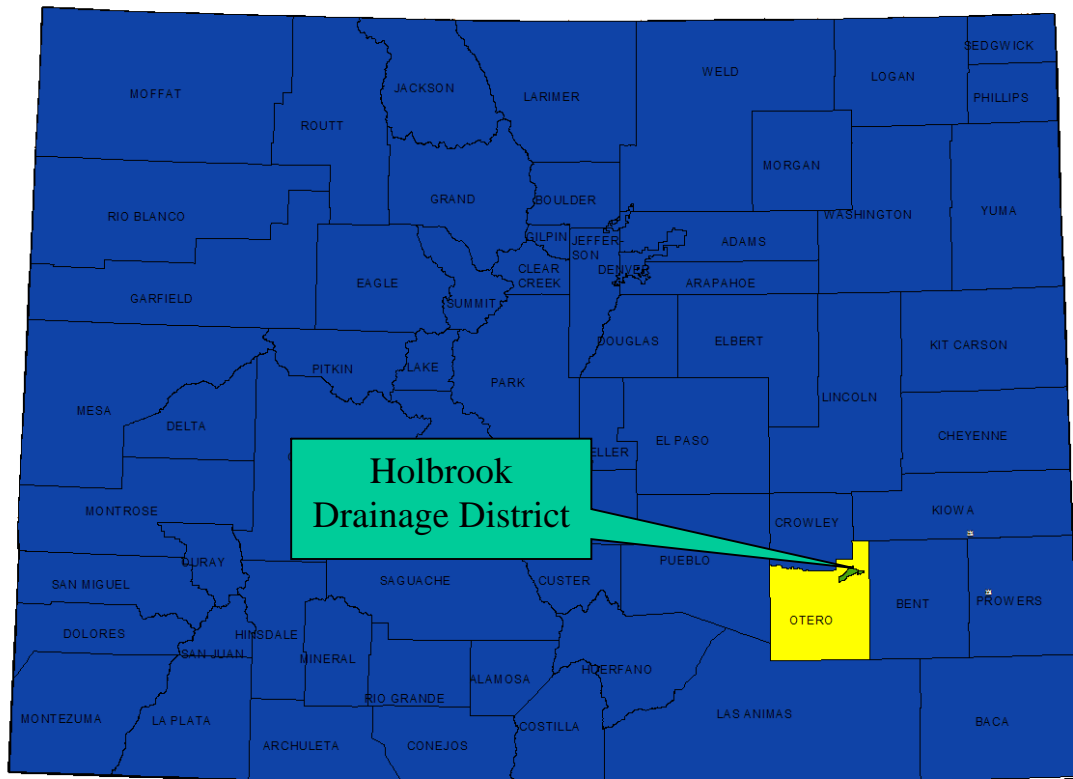 SEDGWICK
WELD
LOGAN
JACKSON
MOFFAT
LARIMER
PHILLIPS
ROUTT
MORGAN
GRAND
BOULDER
RIO BLANCO
WASHINGTON
YUMA
GILPIN
JEFFER-
SON
ADAMS
CLEAR
CREEK
DENVER
EAGLE
ARAPAHOE
GARFIELD
SUMMIT
DOUGLAS
ELBERT
KIT CARSON
PITKIN
LAKE
PARK
MESA
LINCOLN
DELTA
CHEYENNE
EL PASO
ELLER
Holbrook
Drainage District
MONTROSE
KIOWA
CROWLEY
OURAY
PUEBLO
SAN MIGUEL
SAGUACHE
CUSTER
BENT
PROWERS
OTERO
DOLORES
HINSDALE
SAN JUAN
MINERAL
HUERFANO
ALAMOSA
RIO GRANDE
MONTEZUMA
LA PLATA
COSTILLA
LAS ANIMAS
BACA
ARCHULETA
CONEJOS